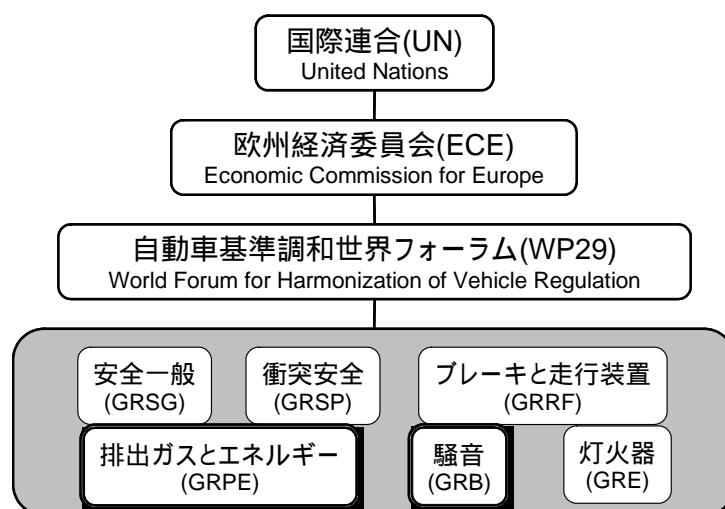 国際連合(UN)
United Nations
欧州経済委員会(ECE)
Economic Commission for Europe
自動車基準調和世界フォーラム(WP29)
World Forum for Harmonization of Vehicle Regulation
安全一般
(GRSG)
衝突安全
(GRSP)
ブレーキと走行装置
(GRRF)
排出ガスとエネルギー
(GRPE)
騒音
(GRB)
灯火器
(GRE)